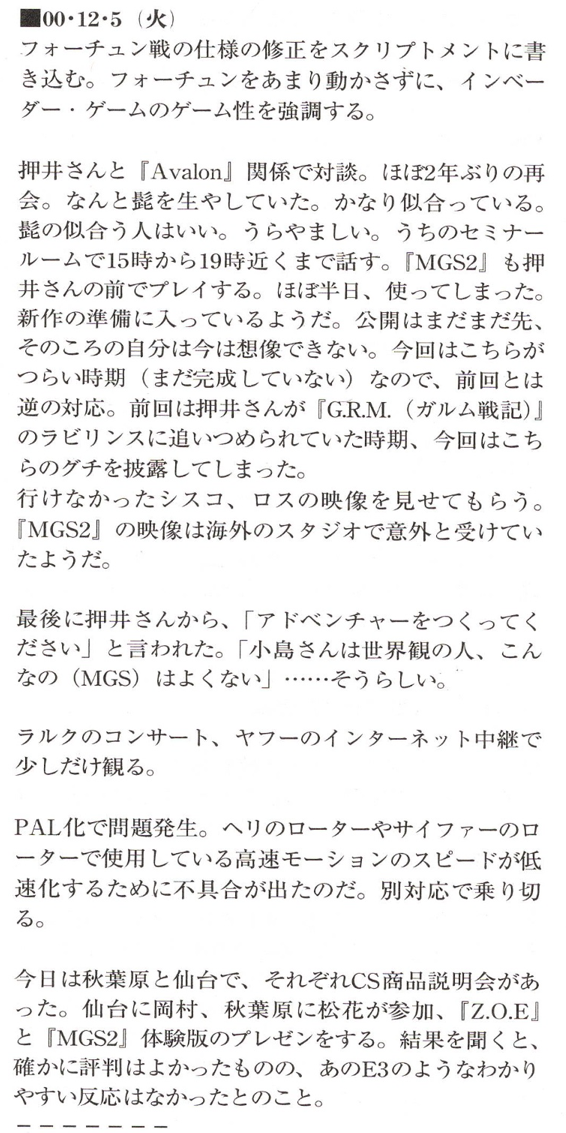 ■00・12・5（火）
フォーチュン戦の仕様の修正をスクリプトメントに書
き込む。フォーチュンをあまり動かさずに、インベー
ダー・ゲームのゲーム性を強調する。
押井さんと『Avalon』関係で対談。ほぼ2年ぶりの再
会。なんと髭を生やしていた。かなり似合っている。
髭の似合う人はいい。うらやましい。うちのセミナー
ルームで15時から19時近くまで話す。『MGS2』も押
井さんの前でプレイする。ほぼ半日、使ってしまった。
新作の準備に入っているようだ。公開はまだまだ先、
そのころの自分は今は想像できない。今回はこちらが
つらい時期（まだ完成していない）なので、前回とは
逆の対応。前回は押井さんが『G.R.M.（ガルム戦記）』
のラビリンスに追いつめられていた時期、今回はこち
らのグチを披露してしまった。
行けなかったシスコ、ロスの映像を見せてもらう。
『MGS2』の映像は海外のスタジオで意外と受けてい
たようだ。
最後に押井さんから、「アドベンチャーをつくってく
ださい」と言われた。「小島さんは世界観の人、こん
なの（MGS）はよくない」……そうらしい。
ラルクのコンサート、ヤフーのインターネット中継で
少しだけ観る。
PAL化で問題発生。ヘリのローターやサイファーのロ
ーターで使用している高速モーションのスピードが低
速化するために不具合が出たのだ。別対応で乗り切
る。
今日は秋葉原と仙台で、それぞれCS商品説明会があ
った。仙台に岡村、秋葉原に松花が参加、『Z.O.E』
と『MGS2』体験版のプレゼンをする。結果を聞くと、
確かに評判はよかったものの、あのE3のようなわかり
やすい反応はなかったとのこと。
－－－－－－－